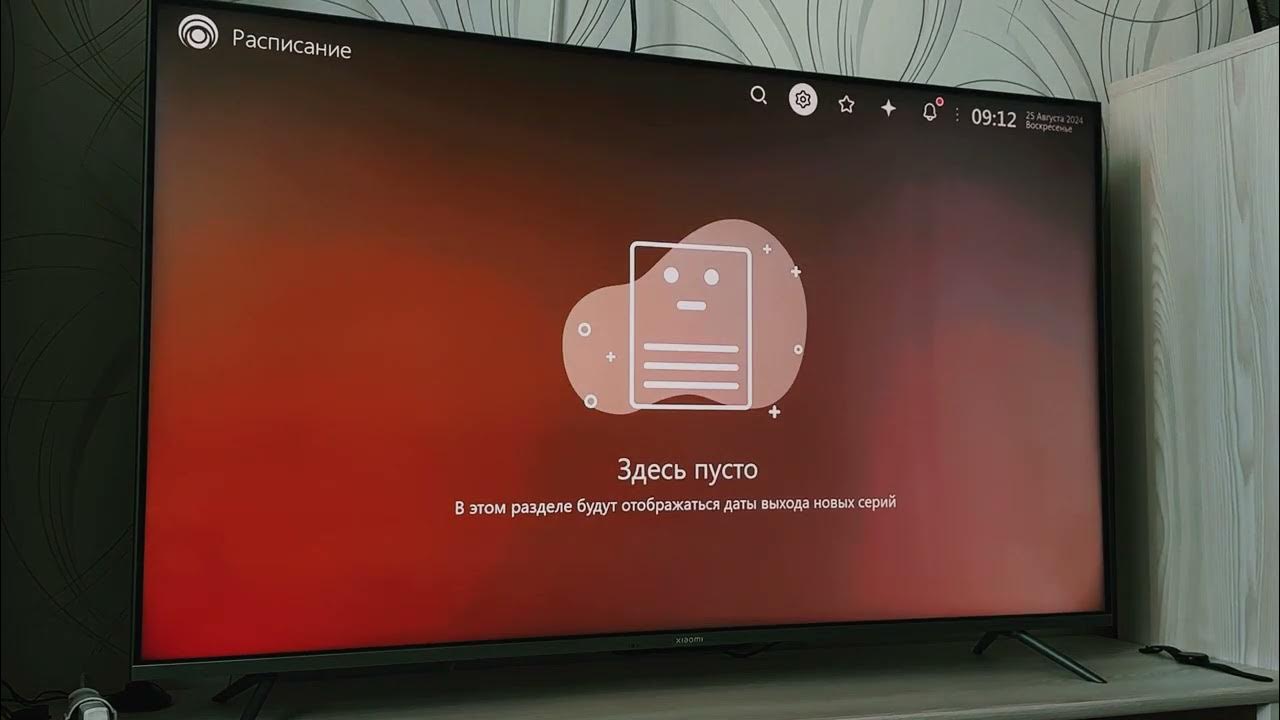 Расписание
09:12
25 Августа 2024
Воскресенье
Здесь пусто
В этом разделе будут отображаться даты выхода новых серий
xiaomi